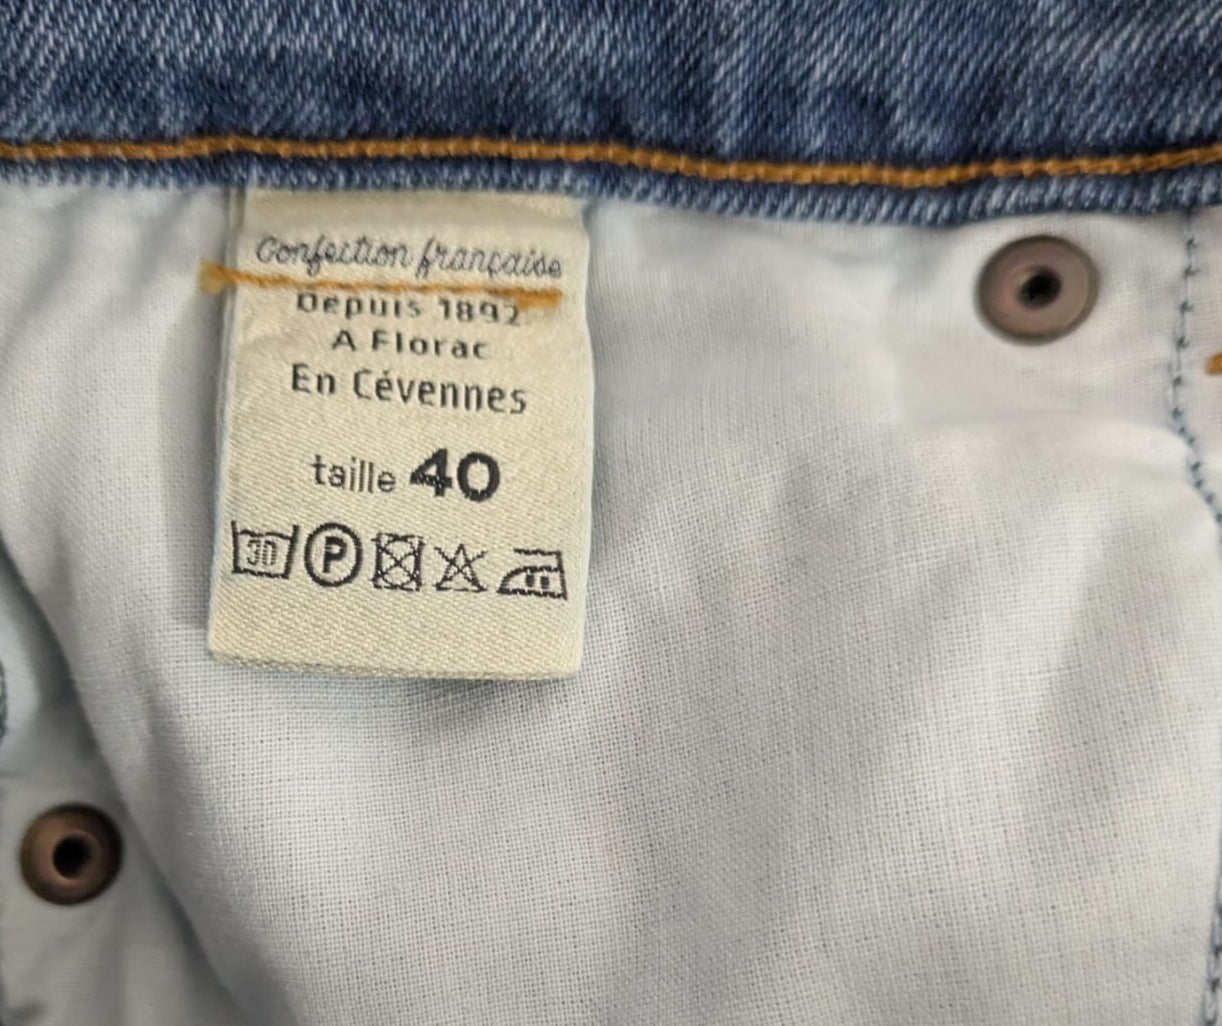 Confection française
Depuis 1892
A Florac
En Cévennes
taille 40
30 P